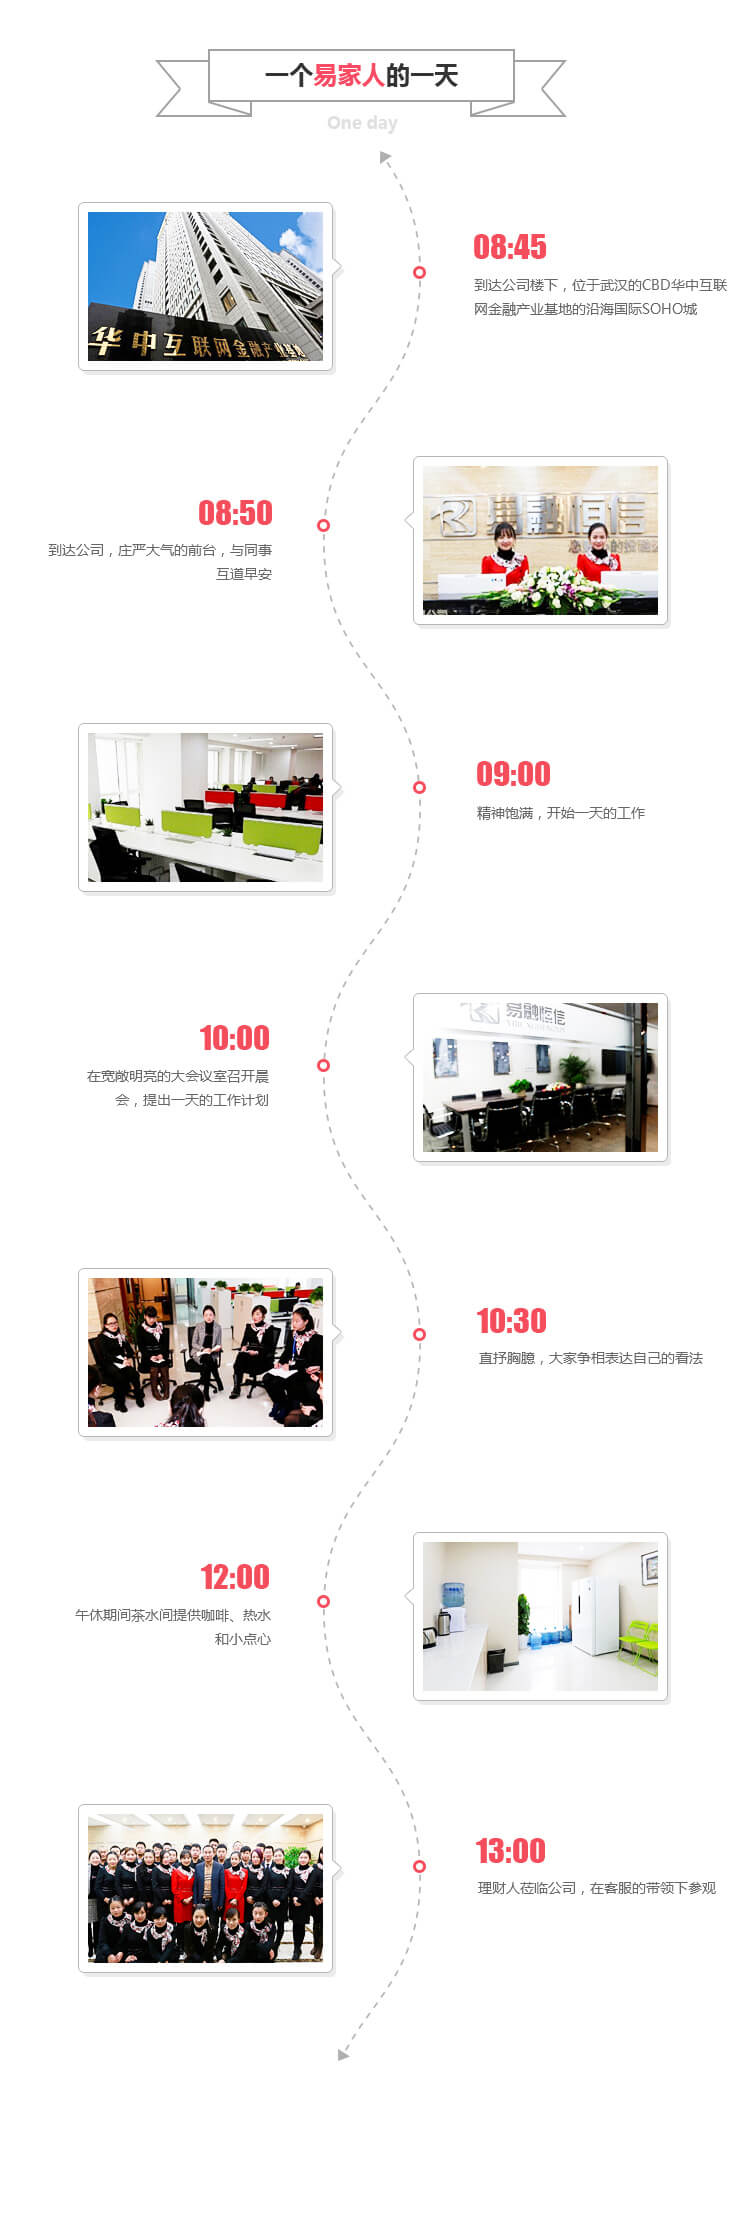 一个易家人的一天
One day
华中互联网金融产业基地
08:45
到达公司楼下，位于武汉的CBD华中互联
网金融产业基地的沿海国际SOHO城
易融恒信
08:50
到达公司，庄严大气的前台，与同事
互道早安
09:00
精神饱满，开始一天的工作
易融恒信
10:00
在宽敞明亮的大会议室召开晨
会，提出一天的工作计划
10:30
直抒胸臆，大家争相表达自己的看法
12:00
午休期间茶水间提供咖啡、热水
和小点心
13:00
理财人莅临公司，在客服的带领下参观